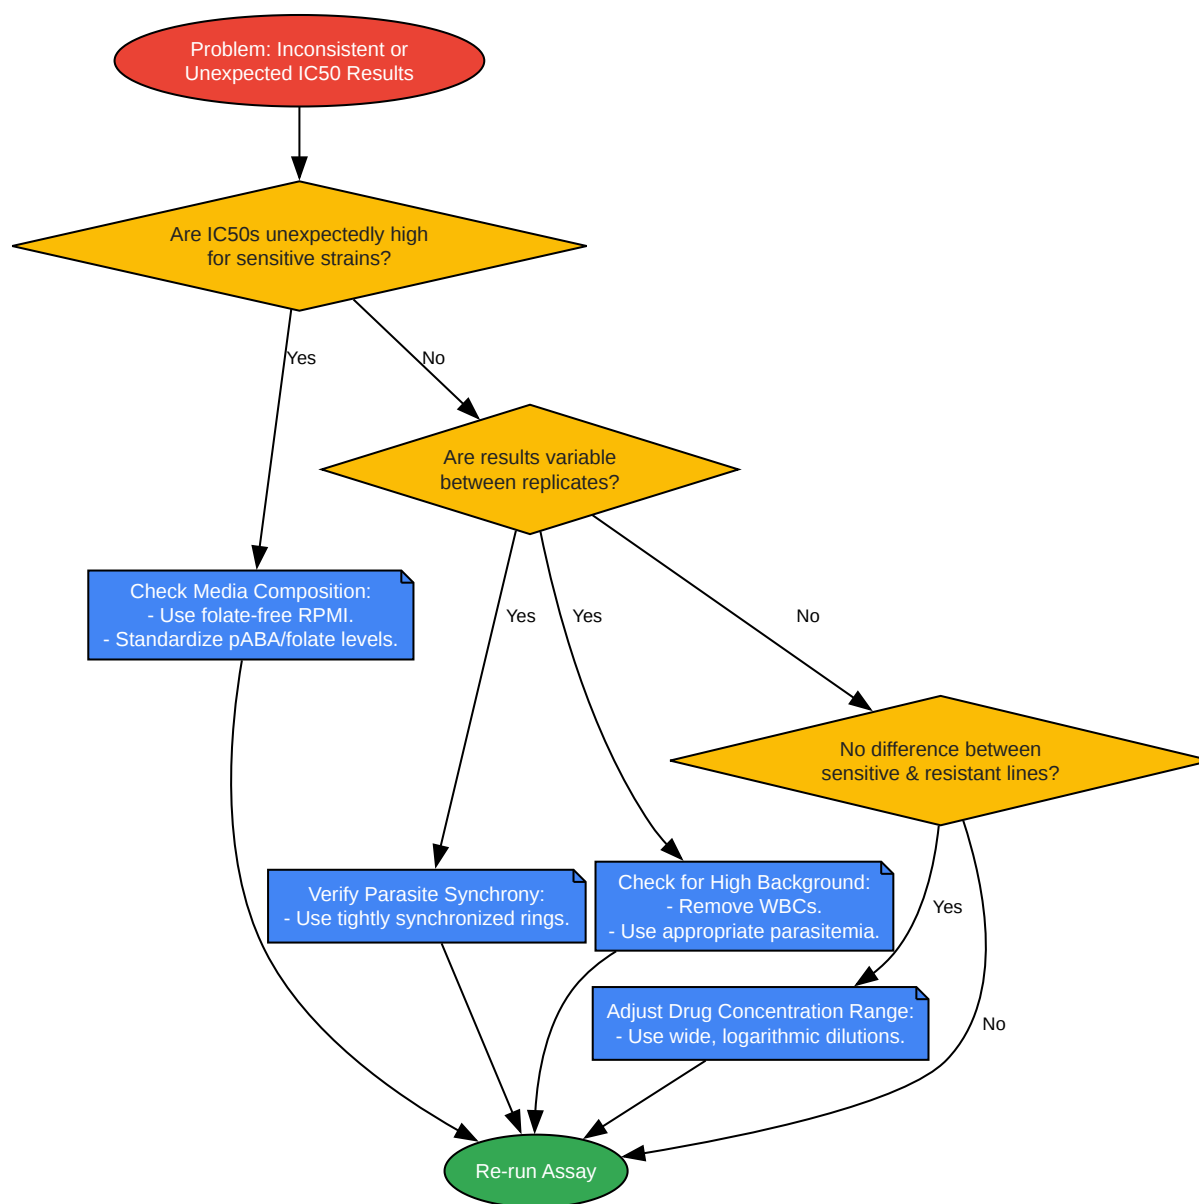 Problem: Inconsistent or
Unexpected IC50 Results
Are IC50s unexpectedly high
for sensitive strains?
Yes
No
Are results variable
between replicates?
Check Media Composition:
- Use folate-free RPMI.
- Standardize pABA/folate levels.
Yes
Yes
No
No difference between
sensitive & resistant lines?
Verify Parasite Synchrony:
- Use tightly synchronized rings.
Check for High Background:
- Remove WBCs.
- Use appropriate parasitemia.
Yes
No
Adjust Drug Concentration Range:
- Use wide, logarithmic dilutions.
Re-run Assay